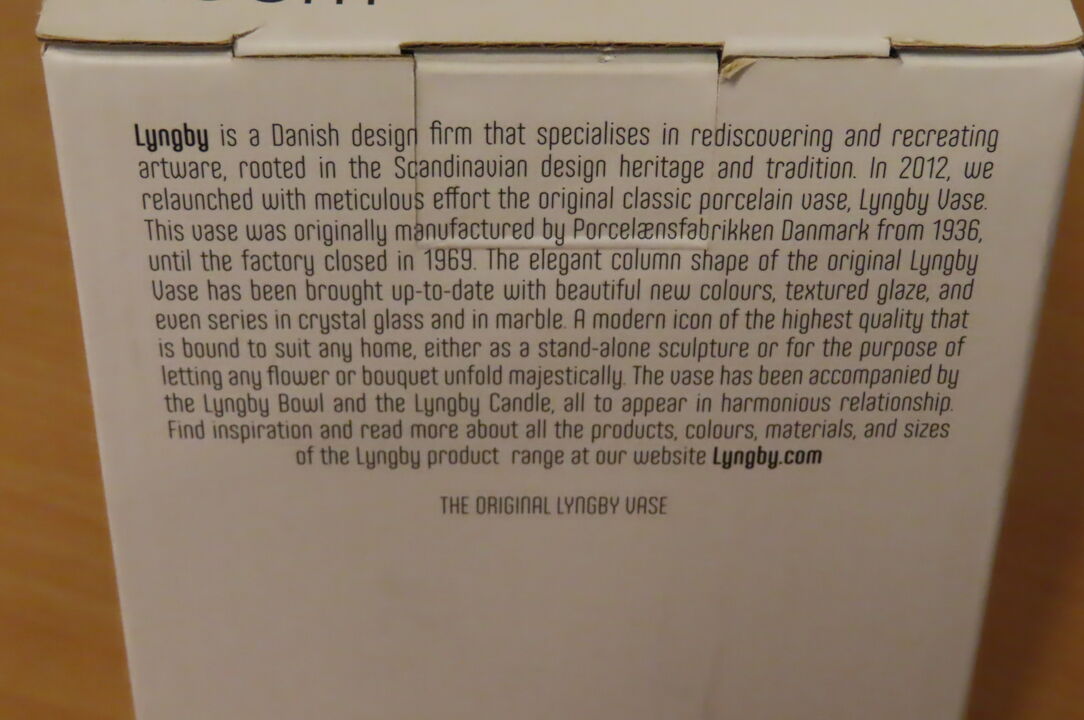 Lyngby is a Danish design firm that specialises in rediscovering and recreating
artware, rooted in the Scandinavian design heritage and tradition. In 2012, we
relaunched with meticulous effort the original classic porcelain vase, Lyngby Vase.
This vase was originally manufactured by Porcelænsfabrikken Danmark from 1936,
until the factory closed in 1969. The elegant column shape of the original Lyngby
Vase has been brought up-to-date with beautiful new colours, textured glaze, and
even series in crystal glass and in marble. A modern icon of the highest quality that
is bound to suit any home, either as a stand-alone sculpture or for the purpose of
letting any flower or bouquet unfold majestically. The vase has been accompanied by
the Lyngby Bowl and the Lyngby Candle, all to appear in harmonious relationship.
Find inspiration and read more about all the products, colours, materials, and sizes
of the Lyngby product range at our website Lyngby.com
THE ORIGINAL LYNGBY VASE